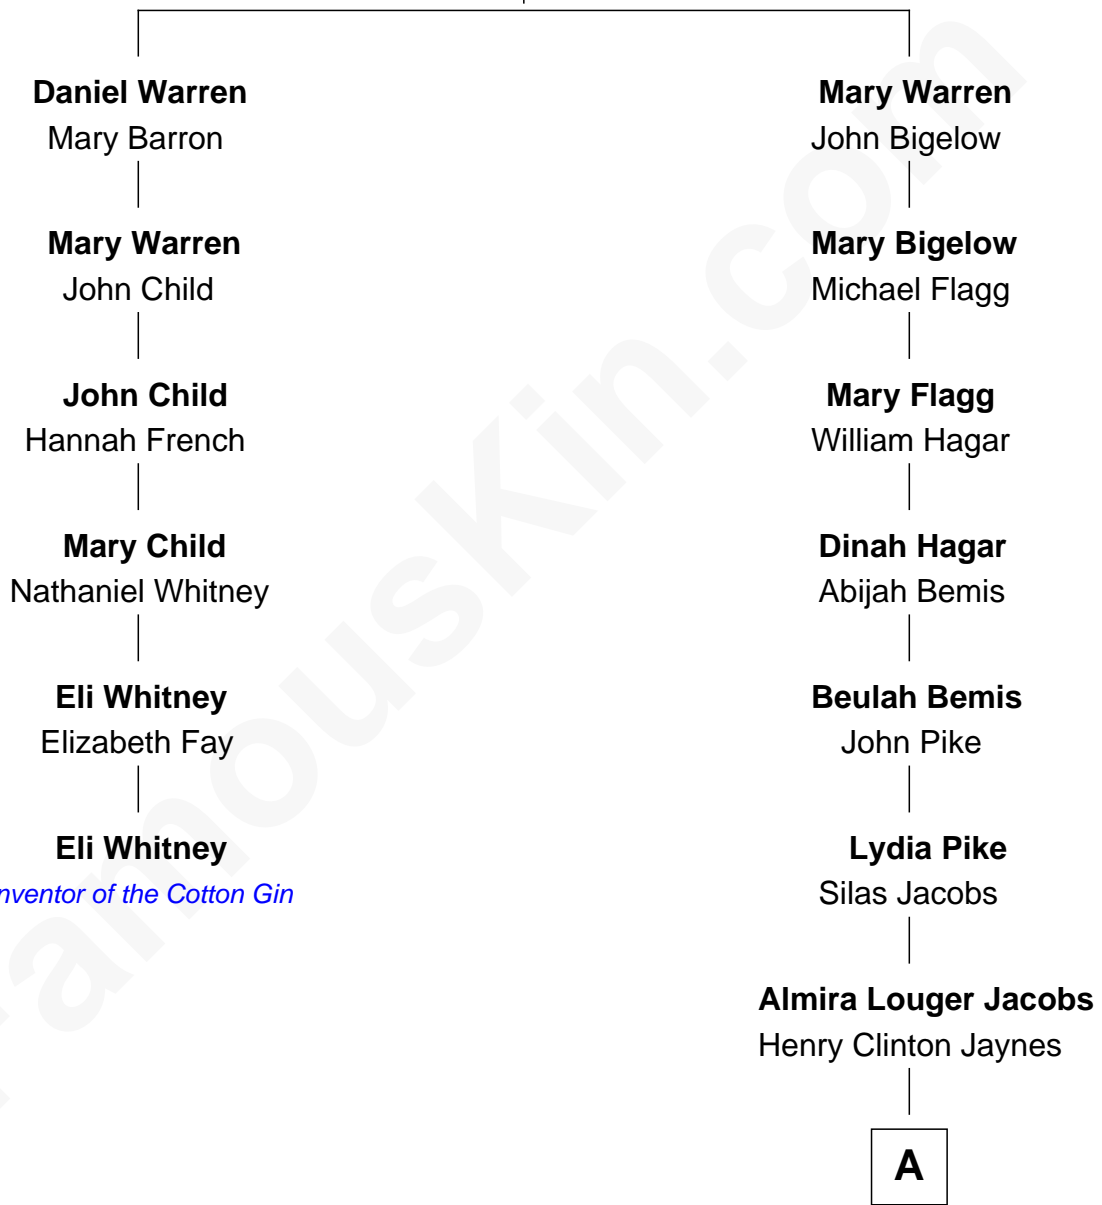 Daniel Warren
Mary Barron
Mary Warren
John Child
John Child
Hannah French
Mary Child
Nathaniel Whitney
Eli Whitney
Elizabeth Fay
Eli Whitney
nventor of the Cotton Gin
Mary Warren
John Bigelow
Mary Bigelow
Michael Flagg
Mary Flagg
William Hagar
Dinah Hagar
Abijah Bemis
Beulah Bemis
John Pike
Lydia Pike
Silas Jacobs
Almira Louger Jacobs
Henry Clinton Jaynes
A
FamousKin.com